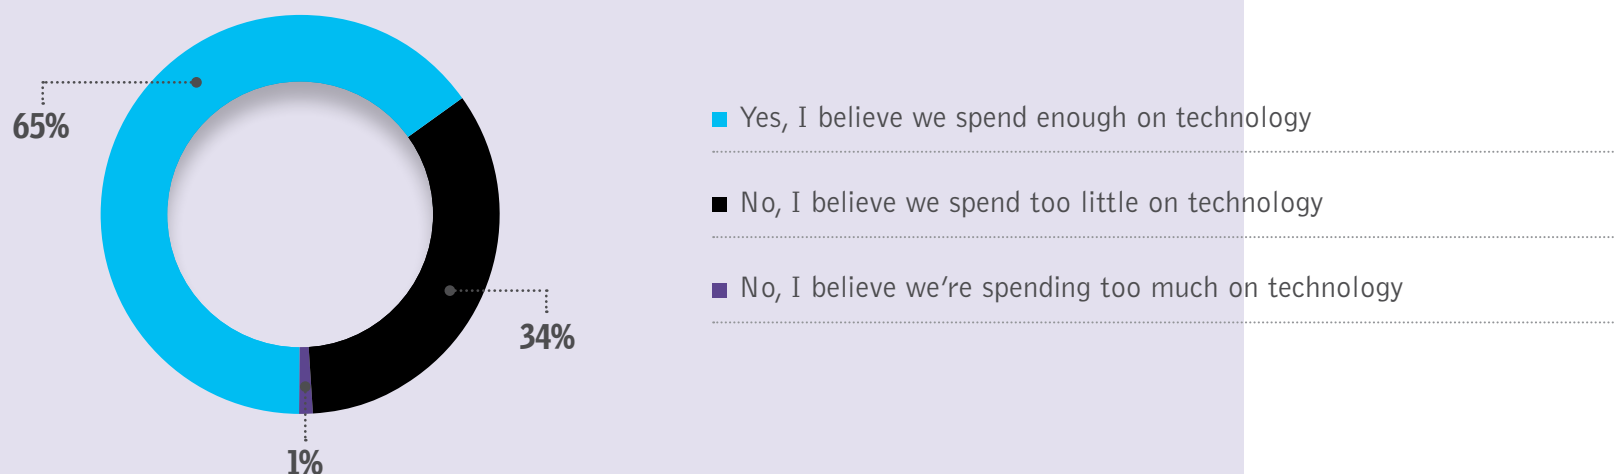 65%
34%
1%
Yes, I believe we spend enough on technology
No, I believe we spend too little on technology
No, I believe we’re spending too much on technology